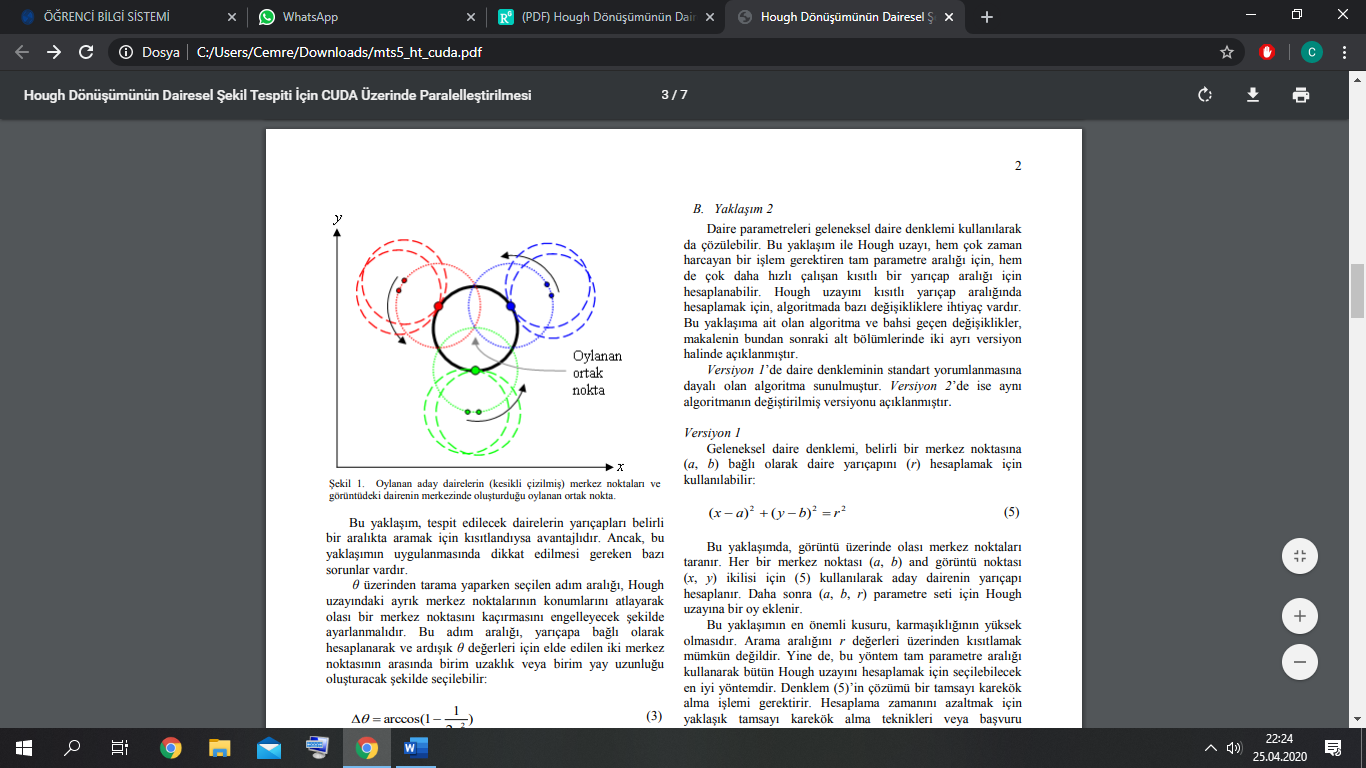 ÖĞRENCİ BİLGİ SİSTEMİ
WhatsApp
(PDF) Hough Dönüşümünün Dair
Hough Dönüşümünün Dairesel Ş
Dosya
C:/Users/Cemre/Downloads/mts5_ht_cuda.pdf
C
Hough Dönüşümünün Dairesel Şekil Tespiti İçin CUDA Üzerinde Paralelleştirilmesi
3 / 7
2
y
Oylanan
ortak
nokta
x
Şekil 1. Oylanan aday dairelerin (kesikli çizilmiş) merkez noktaları ve
görüntüdeki dairenin merkezinde oluşturduğu oylanan ortak nokta.
Bu yaklaşım, tespit edilecek dairelerin yarıçapları belirli
bir aralıkta aramak için kısıtlandıysa avantajlıdır. Ancak, bu
yaklaşımın uygulanmasında dikkat edilmesi gereken bazı
sorunlar vardır.
θ üzerinden tarama yaparken seçilen adım aralığı, Hough
uzayındaki ayrık merkez noktalarının konumlarını atlayarak
olası bir merkez noktasını kaçırmasını engelleyecek şekilde
ayarlanmalıdır. Bu adım aralığı, yarıçapa bağlı olarak
hesaplanarak ve ardışık θ değerleri için elde edilen iki merkez
noktasının arasında birim uzaklık veya birim yay uzunluğu
oluşturacak şekilde seçilebilir:
Δθ = arccos(1 − 1 ) (3)
B. Yaklaşım 2
Daire parametreleri geleneksel daire denklemi kullanılarak
da çözülebilir. Bu yaklaşım ile Hough uzayı, hem çok zaman
harcayan bir işlem gerektiren tam parametre aralığı için, hem
de çok daha hızlı çalışan kısıtlı bir yarıçap aralığı için
hesaplanabilir. Hough uzayını kısıtlı yarıçap aralığında
hesaplamak için, algoritmada bazı değişikliklere ihtiyaç vardır.
Bu yaklaşıma ait olan algoritma ve bahsi geçen değişiklikler,
makalenin bundan sonraki alt bölümlerinde iki ayrı versiyon
halinde açıklanmıştır.
Versiyon 1’de daire denkleminin standart yorumlanmasına
dayalı olan algoritma sunulmuştur. Versiyon 2’de ise aynı
algoritmanın değiştirilmiş versiyonu açıklanmıştır.
Versiyon 1
Geleneksel daire denklemi, belirli bir merkez noktasına
(a, b) bağlı olarak daire yarıçapını (r) hesaplamak için
kullanılabilir:
(x − a)² + (y − b)² = r² (5)
Bu yaklaşımda, görüntü üzerinde olası merkez noktaları
taranır. Her bir merkez noktası (a, b) and görüntü noktası
(x, y) ikilisi için (5) kullanılarak aday dairenin yarıçapı
hesaplanır. Daha sonra (a, b, r) parametre seti için Hough
uzayına bir oy eklenir.
Bu yaklaşımın en önemli kusuru, karmaşıklığının yüksek
olmasıdır. Arama aralığını r değerleri üzerinden kısıtlamak
mümkün değildir. Yine de, bu yöntem tam parametre aralığı
kullanarak bütün Hough uzayını hesaplamak için seçilebilecek
en iyi yöntemdir. Denklem (5)’in çözümü bir tamsayı karekök
alma işlemi gerektirir. Hesaplama zamanını azaltmak için
yaklaşık tamsayı karekök alma teknikleri veya başvuru
22:24
25.04.2020